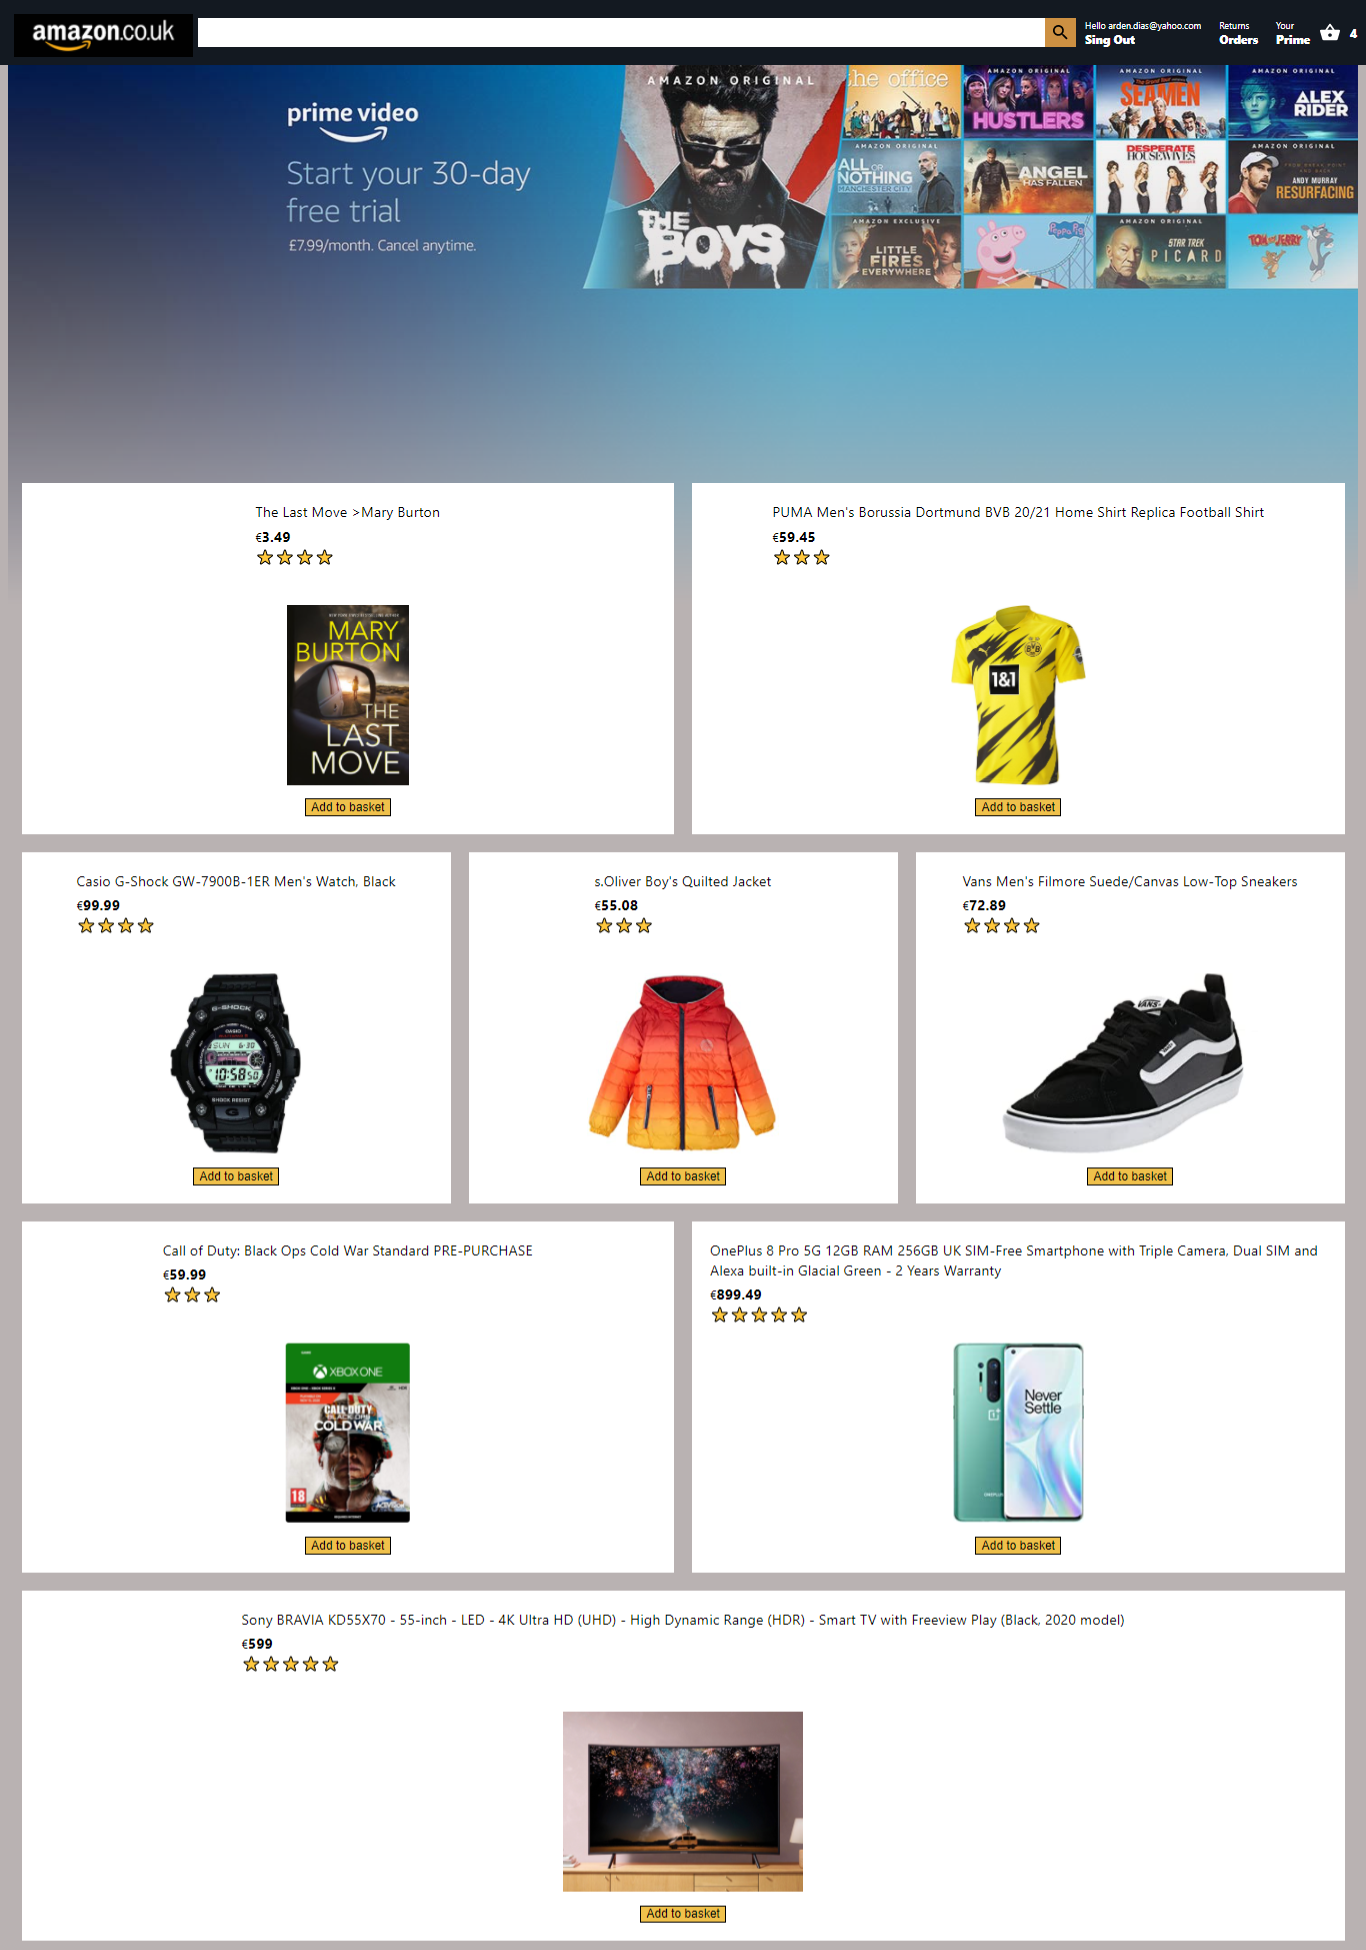 amazon.co.uk
Hello arden.dias@yahoo.com
Sing Out
Returns
Orders
Your
Prime
4
prime video
Start your 30-day
free trial
£7.99/month. Cancel anytime.
AMAZON ORIGINAL
THE
BOYS
the office
AMAZON ORIGINAL
HUSTLERS
AMAZON ORIGINAL
The Grand Tour
SEAMEN
AMAZON ORIGINAL
ALEX
RIDER
AMAZON ORIGINAL
ALL OR
NOTHING
MANCHESTER CITY
ANGEL
HAS FALLEN
DESPERATE
HOUSEWIVES
AMAZON ORIGINAL
ANDY MURRAY
RESURFACING
AMAZON EXCLUSIVE
LITTLE
FIRES
EVERYWHERE
Peppa Pig
AMAZON ORIGINAL
STAR TREK
PICARD
TOM and JERRY
The Last Move >Mary Burton
€3.49
MARY
BURTON
THE
LAST
MOVE
Add to basket
PUMA Men's Borussia Dortmund BVB 20/21 Home Shirt Replica Football Shirt
€59.45
BVB
1&1
Add to basket
Casio G-Shock GW-7900B-1ER Men's Watch, Black
€99.99
G-SHOCK
CASIO
SUN 6-30
10:58 50
SHOCK RESIST
G
Add to basket
s.Oliver Boy's Quilted Jacket
€55.08
Add to basket
Vans Men's Filmore Suede/Canvas Low-Top Sneakers
€72.89
VANS
Add to basket
Call of Duty: Black Ops Cold War Standard PRE-PURCHASE
€59.99
XBOX ONE
CALL OF DUTY
BLACK OPS
COLD WAR
18
ACTIVISION
Add to basket
OnePlus 8 Pro 5G 12GB RAM 256GB UK SIM-Free Smartphone with Triple Camera, Dual SIM and
Alexa built-in Glacial Green - 2 Years Warranty
€899.49
Never
Settle
ONEPLUS
Add to basket
Sony BRAVIA KD55X70 - 55-inch - LED - 4K Ultra HD (UHD) - High Dynamic Range (HDR) - Smart TV with Freeview Play (Black, 2020 model)
€599
Add to basket